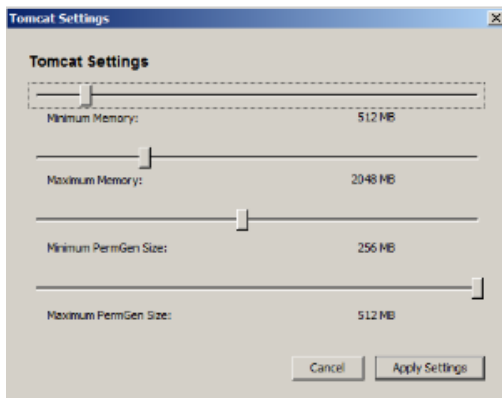 Tomcat Settings
Tomcat Settings
Minimum Memory: 512 MB
Maximum Memory: 2048 MB
Minimum PermGen Size: 256 MB
Maximum PermGen Size: 512 MB
Cancel Apply Settings